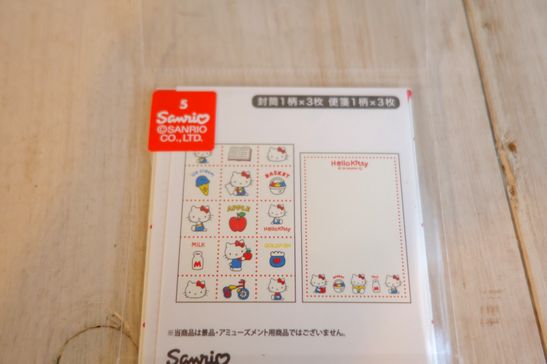 封筒1柄×3枚 便箋1柄×3枚
5
Sanrio
©SANRIO
CO.,LTD.
ICE CREAM
BASKET
APPLE
Hello Kitty
MILK
M
GOLDFISH
Hello Kitty
※当商品は景品・アミューズメント用商品ではございません。
Sanrio